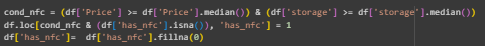 cond_nfc = (df['Price'] >= df['Price'].median()) & (df['storage'] >= df['storage'].median())
df.loc[cond_nfc & (df['has_nfc'].isna()), 'has_nfc'] = 1
df['has_nfc']= df['has_nfc'].fillna(0)